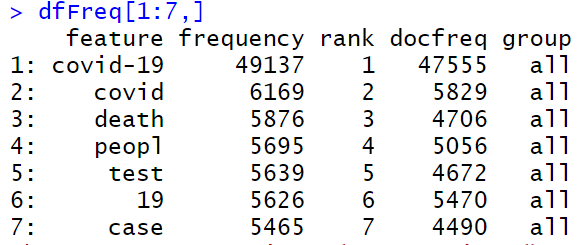 > dfFreq[1:7,]
feature frequency rank docfreq group
1: covid-19 49137 1 47555 all
2: covid 6169 2 5829 all
3: death 5876 3 4706 all
4: peopl 5695 4 5056 all
5: test 5639 5 4672 all
6: 19 5626 6 5470 all
7: case 5465 7 4490 all